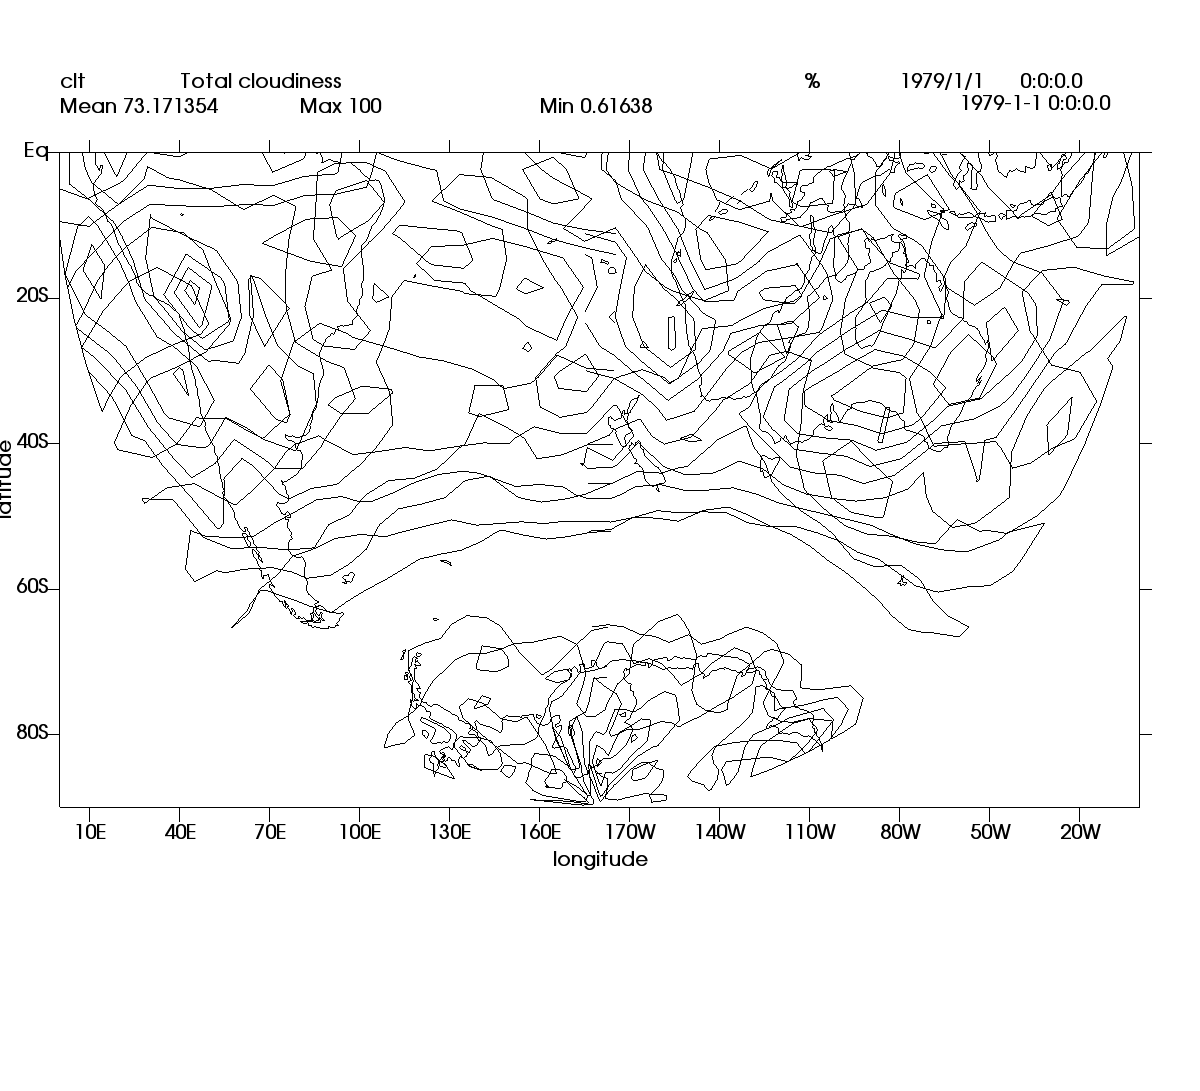 clt Total cloudiness % 1979/1/1 0:0:0.0
Mean 73.171354 Max 100 Min 0.61638 1979-1-1 0:0:0.0
Eq
20S
40S
latitude
60S
80S
10E 40E 70E 100E 130E 160E 170W 140W 110W 80W 50W 20W
longitude